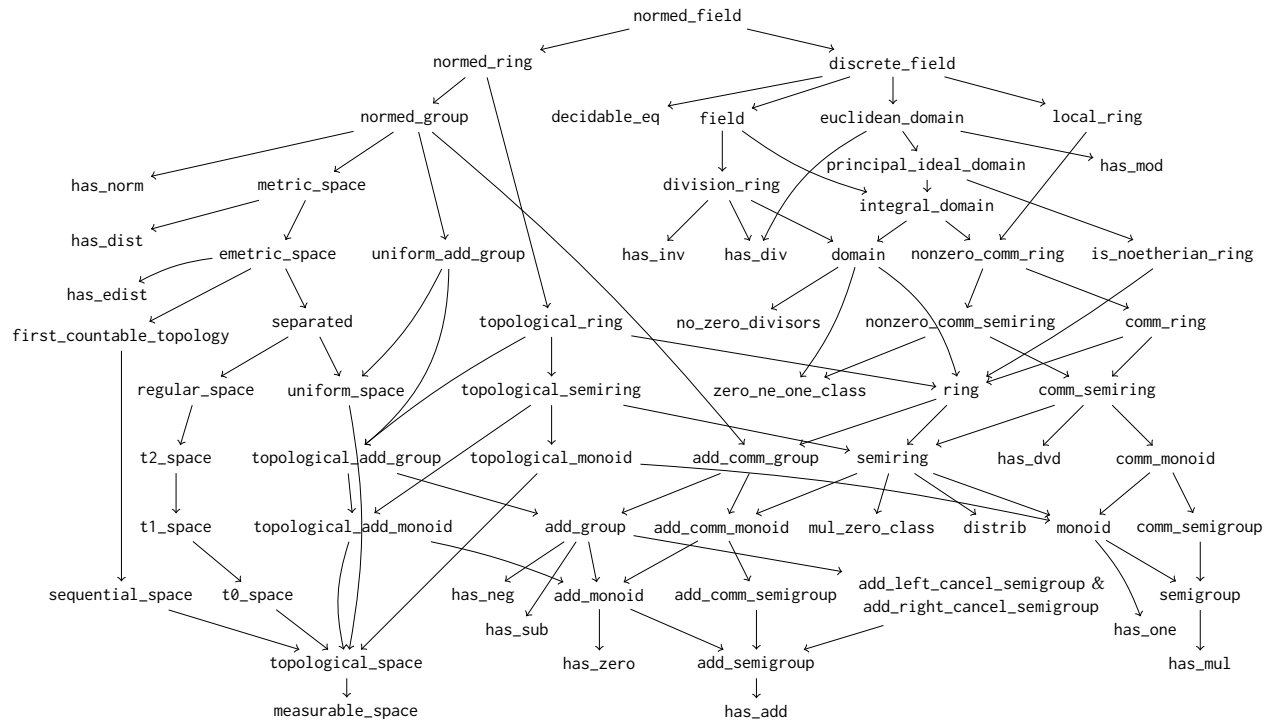 normed_field
normed_ring
discrete_field
normed_group
decidable_eq
field
euclidean_domain
local_ring
principal_ideal_domain
has_mod
has_norm
metric_space
division_ring
integral_domain
has_dist
emetric_space
uniform_add_group
has_inv
has_div
domain
nonzero_comm_ring
is_noetherian_ring
has_edist
first_countable_topology
separated
topological_ring
no_zero_divisors
nonzero_comm_semiring
comm_ring
regular_space
uniform_space
topological_semiring
zero_ne_one_class
ring
comm_semiring
t2_space
topological_add_group
topological_monoid
add_comm_group
semiring
has_dvd
comm_monoid
t1_space
topological_add_monoid
add_group
add_comm_monoid
mul_zero_class
distrib
monoid
comm_semigroup
sequential_space
t0_space
has_neg
add_monoid
add_comm_semigroup
add_left_cancel_semigroup &
add_right_cancel_semigroup
semigroup
has_sub
has_one
topological_space
has_zero
add_semigroup
has_mul
measurable_space
has_add